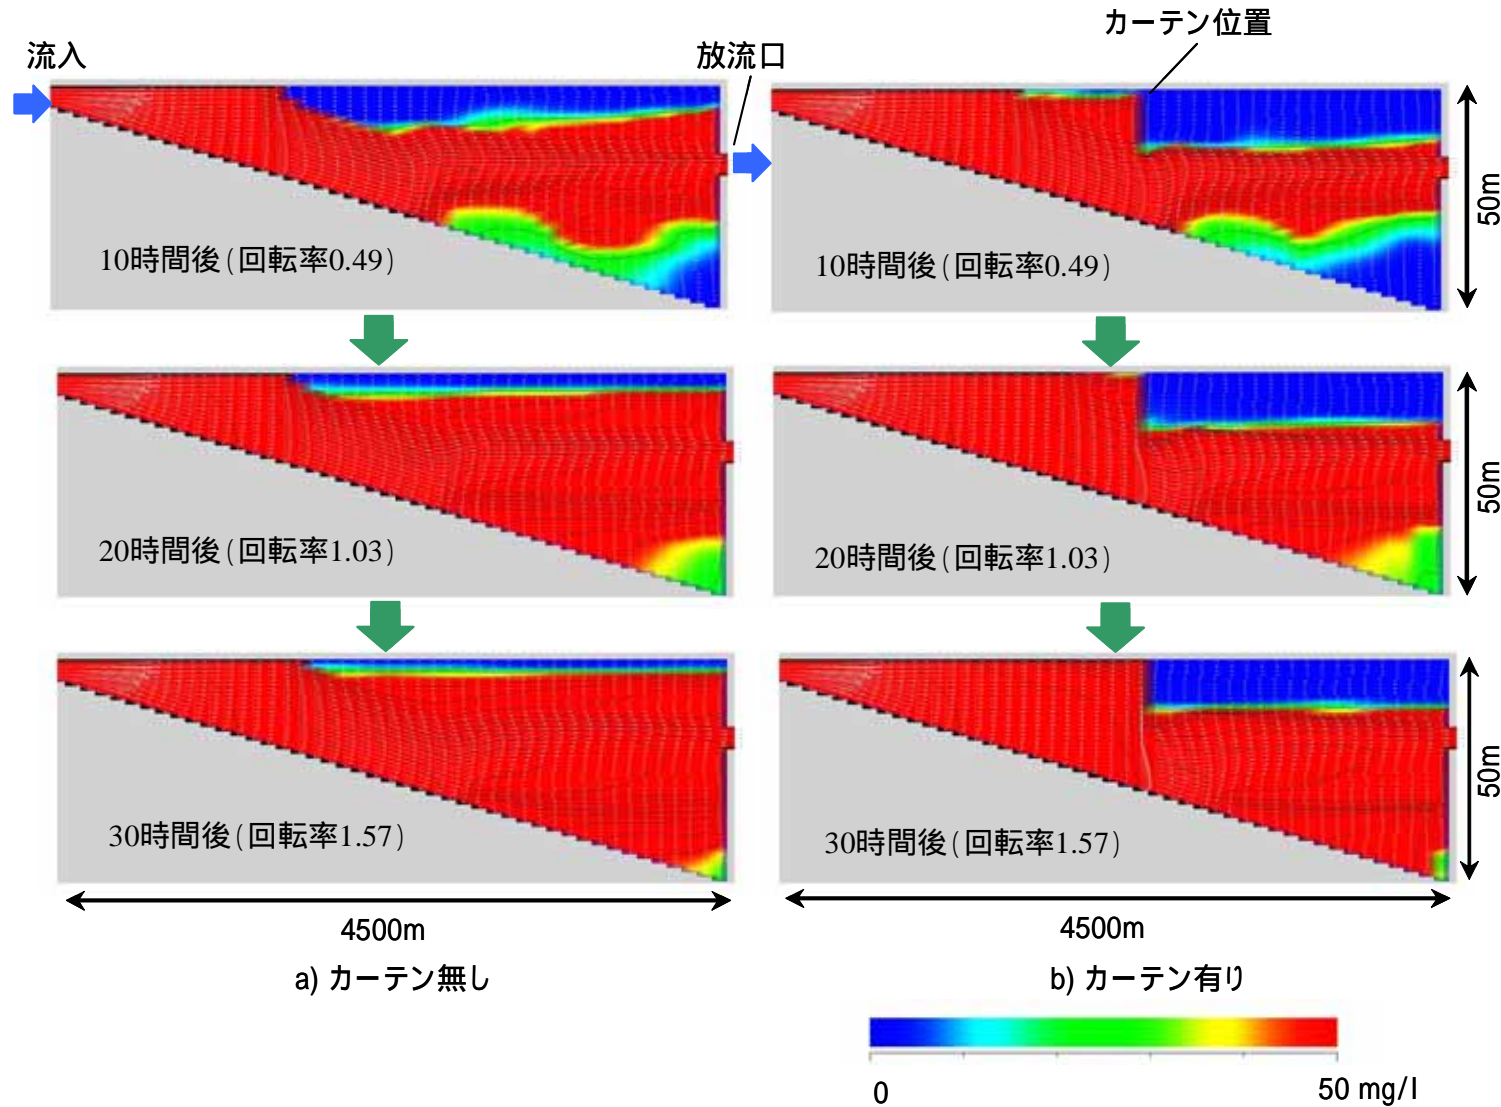 カーテン位置
流入
放流口
10時間後(回転率0.49)
10時間後(回転率0.49)
50m
20時間後(回転率1.03)
20時間後(回転率1.03)
50m
30時間後(回転率1.57)
30時間後(回転率1.57)
50m
4500m
4500m
a) カーテン無し
b) カーテン有り
0
50 mg/l